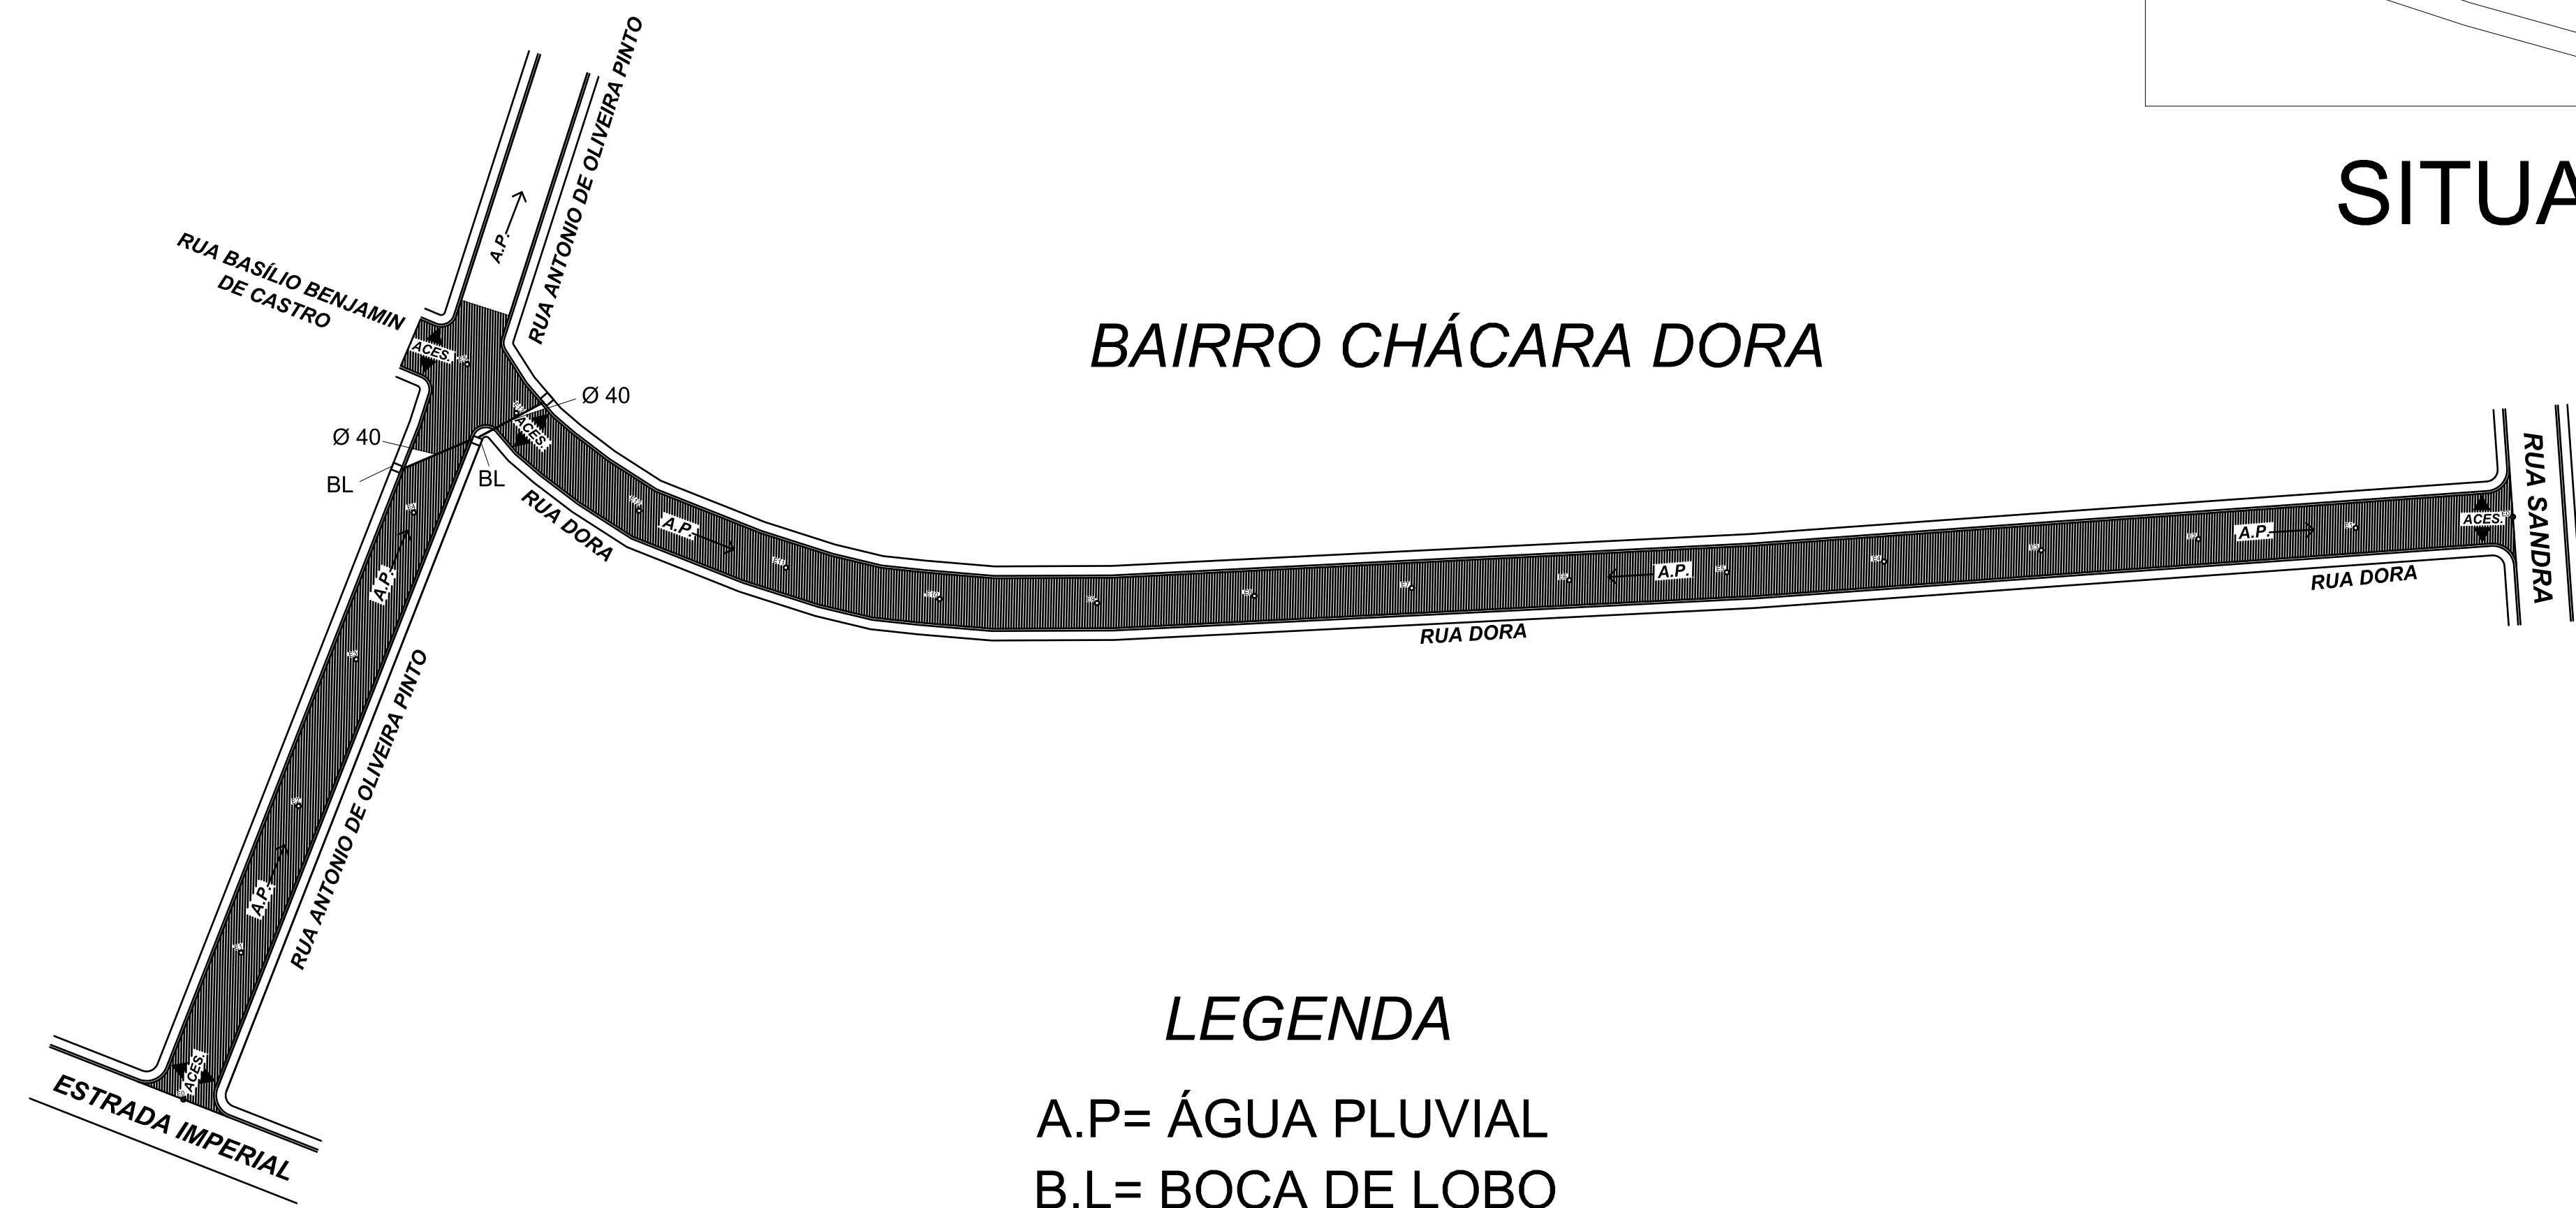 RUA ANTONIO DE OLIVEIRA PINTO
SITUA
A.P.
RUA BASÍLIO BENJAMIN
DE CASTRO
BAIRRO CHÁCARA DORA
ACES.
Ø 40
ACES.
Ø 40
BL
BL
RUA DORA
A.P.
A.P.
A.P.
A.P.
ACES.
RUA SANDRA
RUA DORA
RUA DORA
RUA ANTONIO DE OLIVEIRA PINTO
A.P.
ACES.
ESTRADA IMPERIAL
LEGENDA
A.P= ÁGUA PLUVIAL
B.L= BOCA DE LOBO